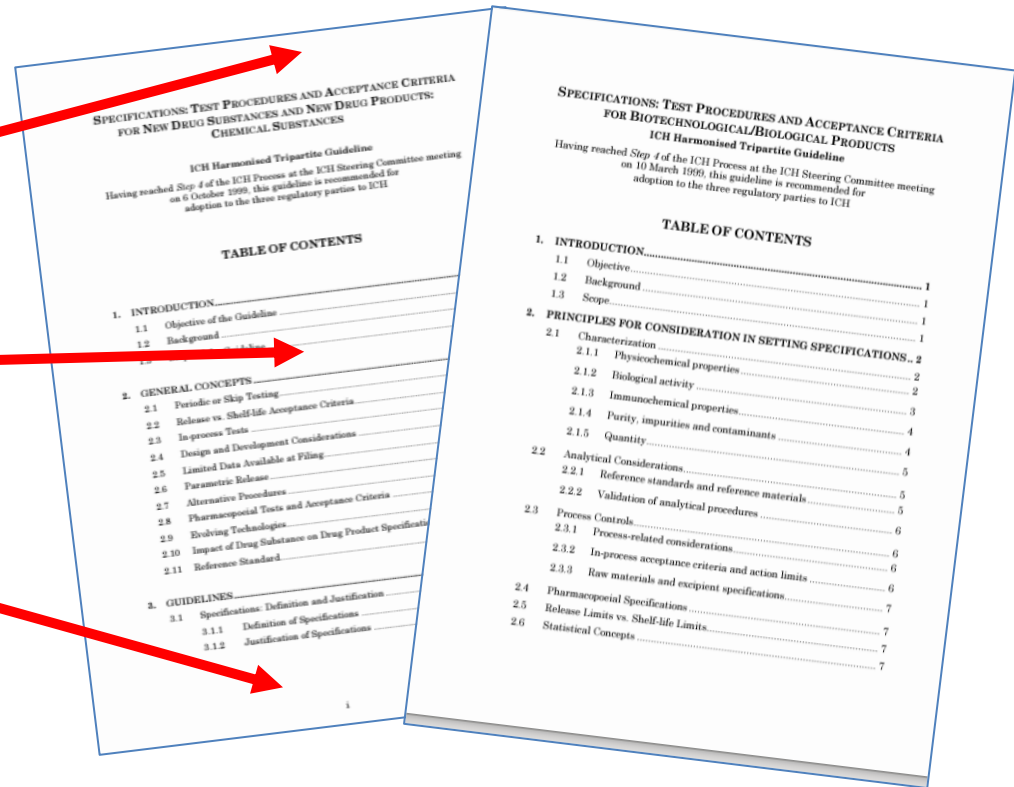 SPECIFICATIONS: TEST PROCEDURES AND ACCEPTANCE CRITERIA
FOR NEW DRUG SUBSTANCES AND NEW DRUG PRODUCTS:
CHEMICAL SUBSTANCES
ICH Harmonised Tripartite Guideline
Having reached Step 4 of the ICH Process at the ICH Steering Committee meeting
on 6 October 1999, this guideline is recommended for
adoption to the three regulatory parties to ICH
TABLE OF CONTENTS
1. INTRODUCTION
1.1 Objective of the Guideline
1.2 Background
2. GENERAL CONCEPTS
2.1 Periodic or Skip Testing
2.2 Release vs. Shelf-life Acceptance Criteria
2.3 In-process Tests
2.4 Design and Development Considerations
2.5 Limited Data Available at Filing
2.6 Parametric Release
2.7 Alternative Procedures
2.8 Pharmacopoeial Tests and Acceptance Criteria
2.9 Evolving Technologies
2.10 Impact of Drug Substance on Drug Product
2.11 Reference Standard
3. GUIDELINES
3.1 Specifications: Definition and Justification
3.1.1 Definition of Specifications
3.1.2 Justification of Specifications
i
SPECIFICATIONS: TEST PROCEDURES AND ACCEPTANCE CRITERIA
FOR BIOTECHNOLOGICAL/BIOLOGICAL PRODUCTS
ICH Harmonised Tripartite Guideline
Having reached Step 4 of the ICH Process at the ICH Steering Committee meeting
on 10 March 1999, this guideline is recommended for
adoption to the three regulatory parties to ICH
TABLE OF CONTENTS
1. INTRODUCTION 1
1.1 Objective 1
1.2 Background 1
1.3 Scope 1
2. PRINCIPLES FOR CONSIDERATION IN SETTING SPECIFICATIONS 2
2.1 Characterization 2
2.1.1 Physicochemical properties 2
2.1.2 Biological activity 3
2.1.3 Immunochemical properties 4
2.1.4 Purity, impurities and contaminants 4
2.1.5 Quantity 5
2.2 Analytical Considerations 5
2.2.1 Reference standards and reference materials 5
2.2.2 Validation of analytical procedures 6
2.3 Process Controls 6
2.3.1 Process-related considerations 6
2.3.2 In-process acceptance criteria and action limits 6
2.3.3 Raw materials and excipient specifications 7
2.4 Pharmacopoeial Specifications 7
2.5 Release Limits vs. Shelf-life Limits 7
2.6 Statistical Concepts 7